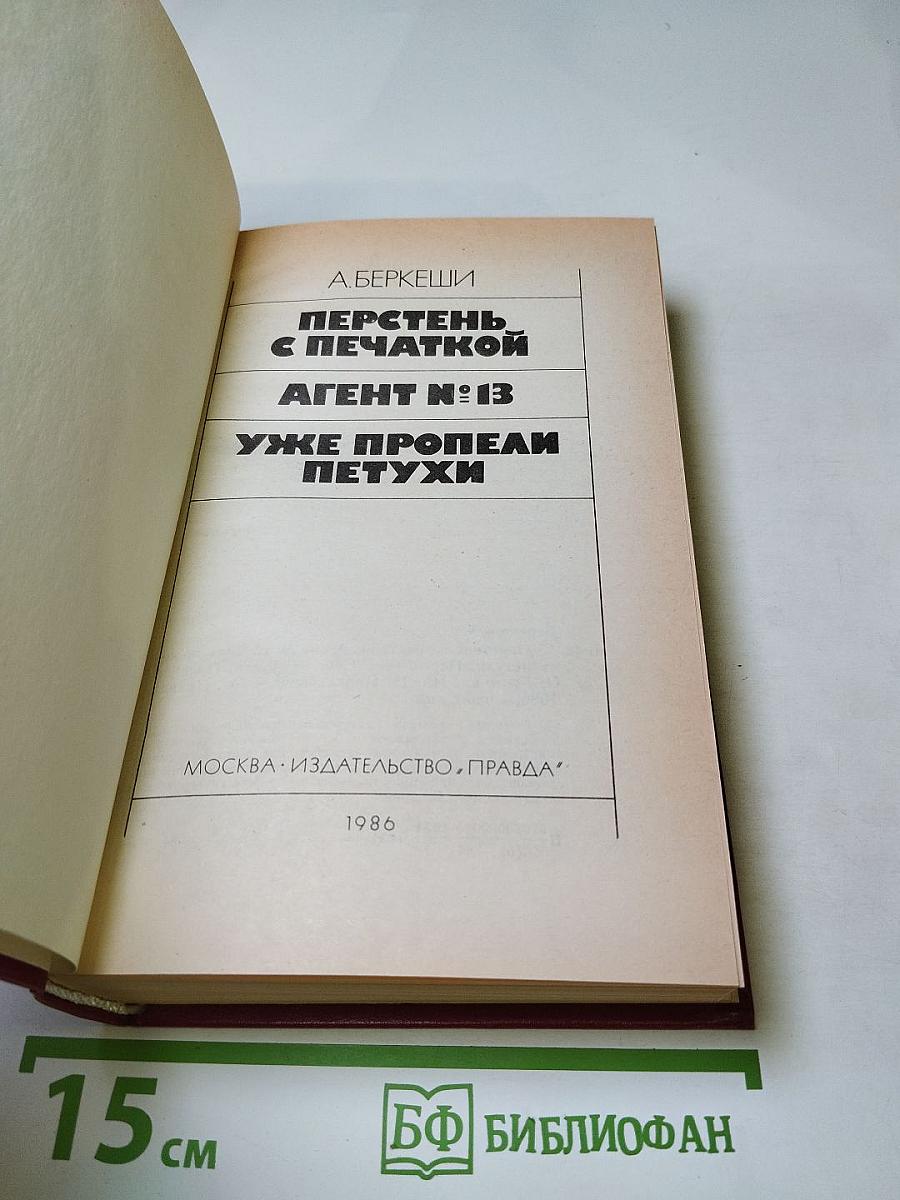 А. БЕРКЕШИ
ПЕРСТЕНЬ
С ПЕЧАТКОЙ
АГЕНТ № 13
УЖЕ ПРОПЕЛИ
ПЕТУХИ
МОСКВА · ИЗДАТЕЛЬСТВО „ПРАВДА"
1986
15 см
БФ БИБЛИОФАН